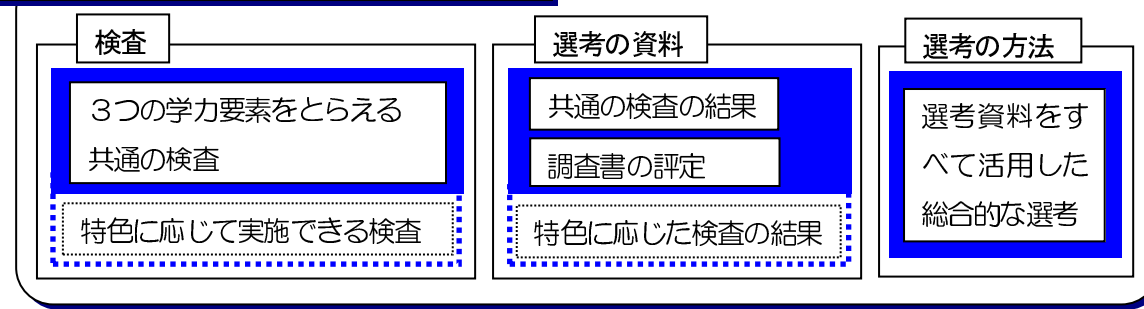 検査
３つの学力要素をとらえる
共通の検査
特色に応じて実施できる検査
選考の資料
共通の検査の結果
調査書の評定
特色に応じた検査の結果
選考の方法
選考資料をす
べて活用した
総合的な選考